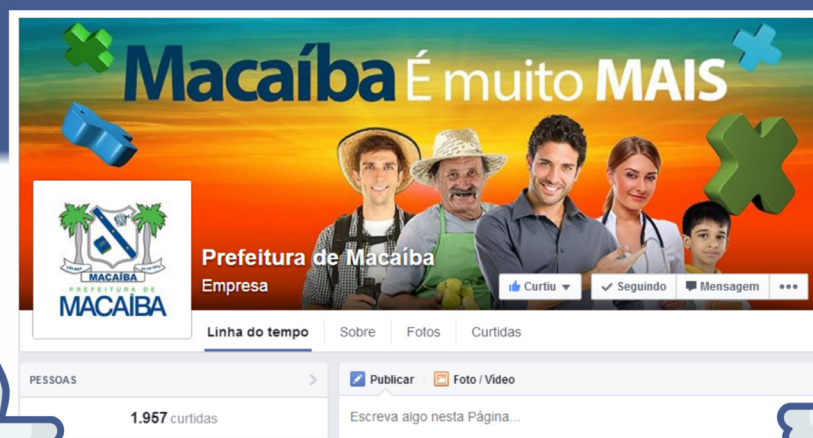 Macaíba É muito MAIS
MACAÍBA
PREFEITURA DE
MACAÍBA
Prefeitura de Macaíba
Empresa
Curtiu
Seguindo
Mensagem
Linha do tempo
Sobre
Fotos
Curtidas
PESSOAS
1.957 curtidas
Publicar
Foto / Vídeo
Escreva algo nesta Página...